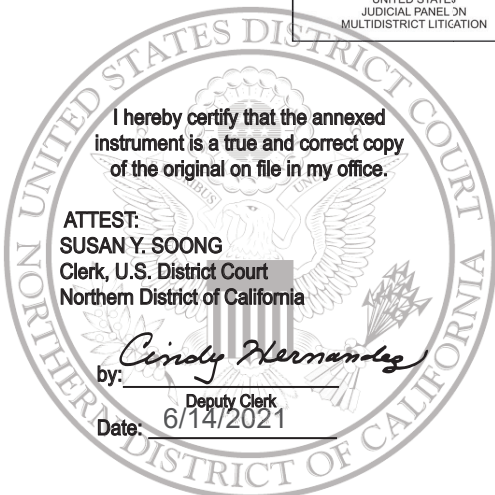 JUDICIAL PANEL ON
MULTIDISTRICT LITIGATION
UNITED STATES DISTRICT COURT
NORTHERN DISTRICT OF CALIFORNIA
I hereby certify that the annexed
instrument is a true and correct copy
of the original on file in my office.
ATTEST:
SUSAN Y. SOONG
Clerk, U.S. District Court
Northern District of California
by: Cindy Hernandez
Deputy Clerk
Date: 6/14/2021